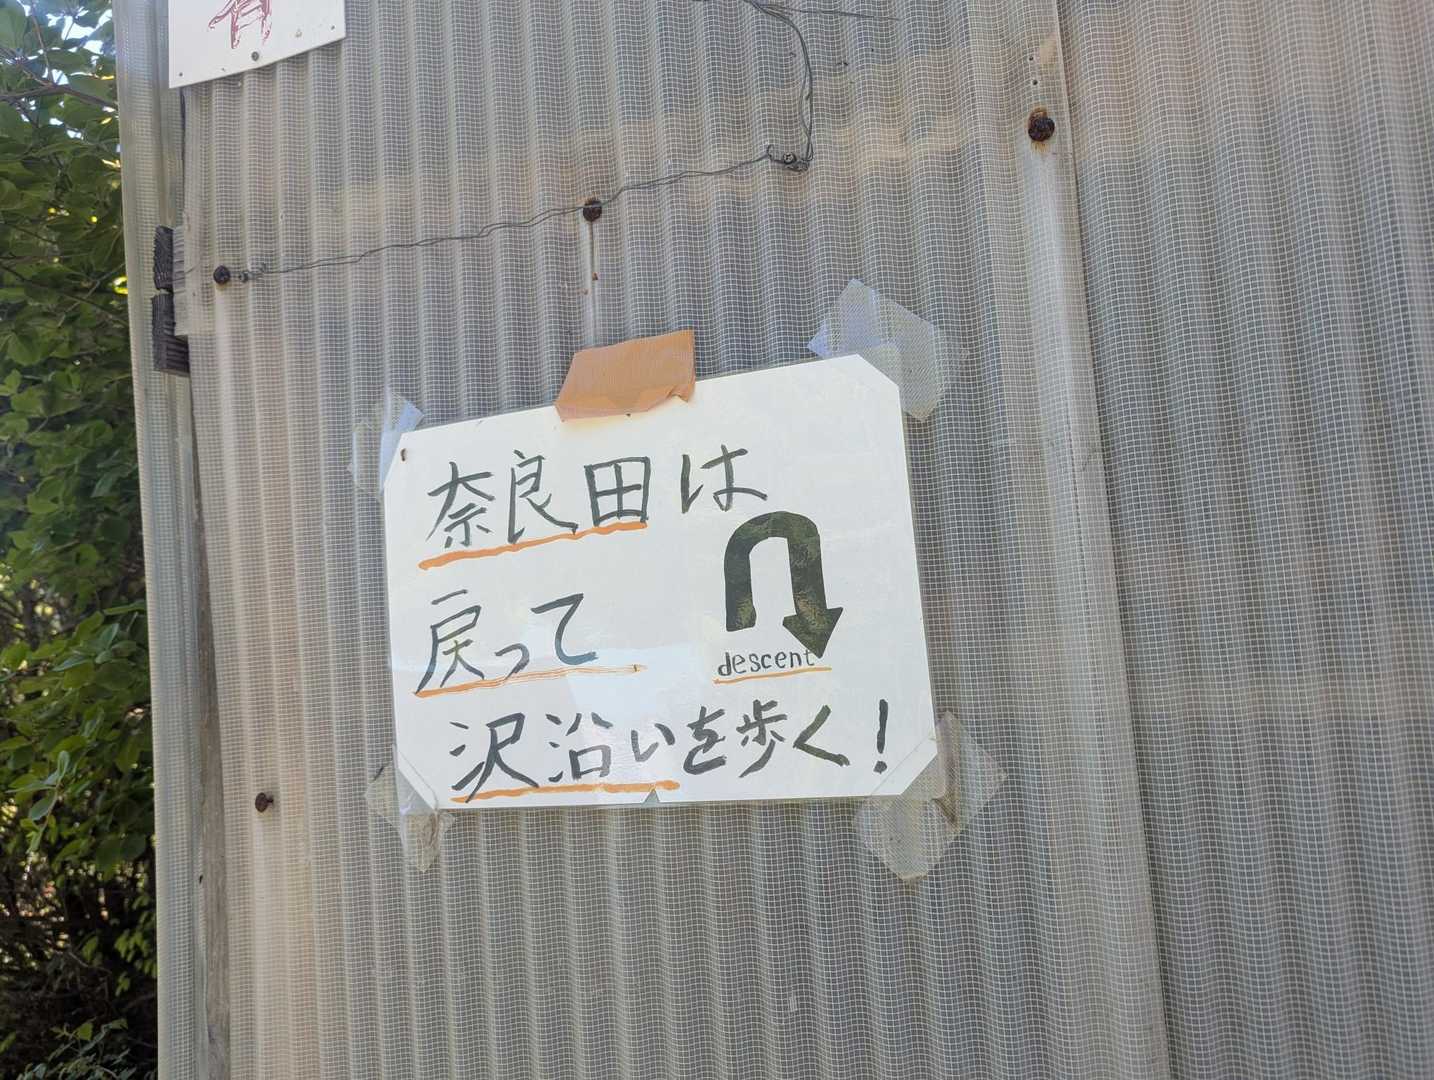 奈良田は
戻って
descent
沢沿いを歩く!